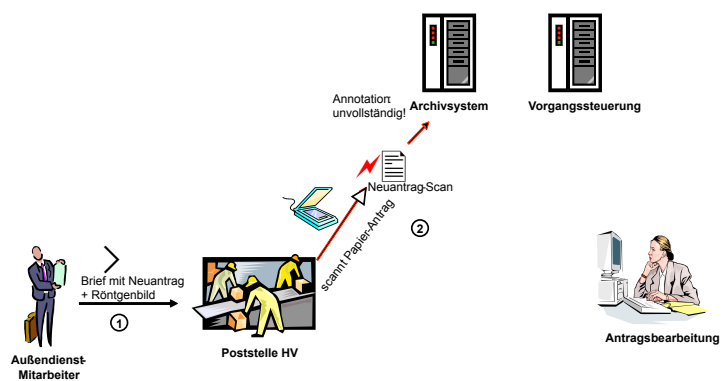 Annotation:
unvollständig!
Archivsystem
Vorgangssteuerung
Neuantrag-Scan
scannt Papier-Antrag
2
Brief mit Neuantrag
+ Röntgenbild
1
Außendienst-
Mitarbeiter
Poststelle HV
Antragsbearbeitung